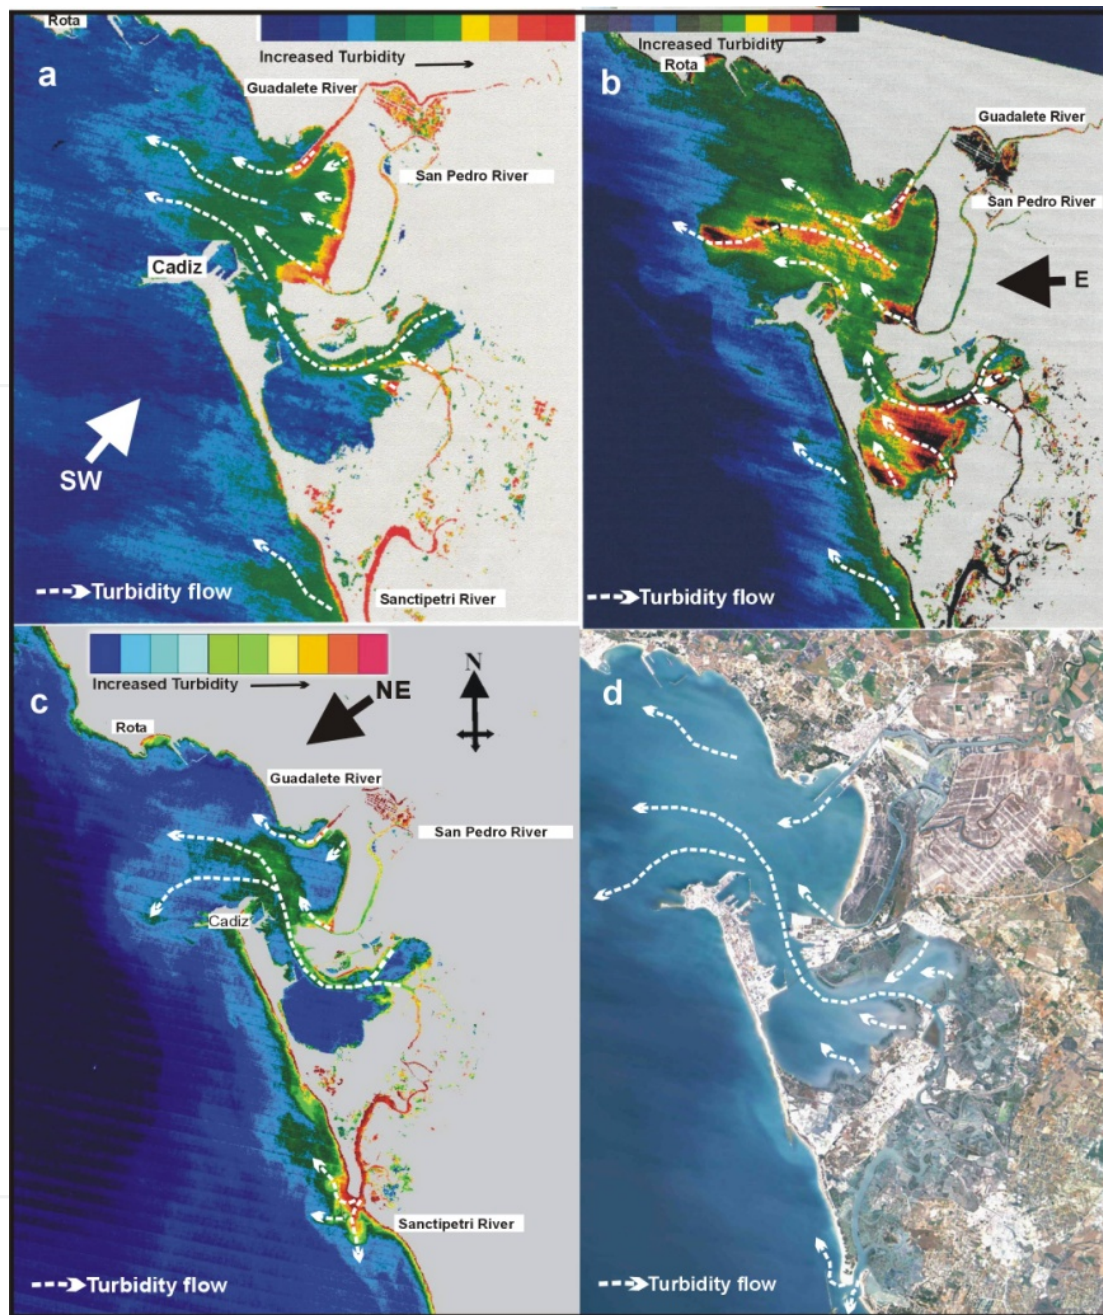 Rota
Increased Turbidity
a
Guadalete River
San Pedro River
Cadiz
SW
Turbidity flow
Sanctipetri River
Increased Turbidity
Rota
b
Guadalete River
San Pedro River
E
Turbidity flow
Increased Turbidity
c
NE
N
Rota
Guadalete River
San Pedro River
Cadiz
Sanctipetri River
Turbidity flow
d
Turbidity flow